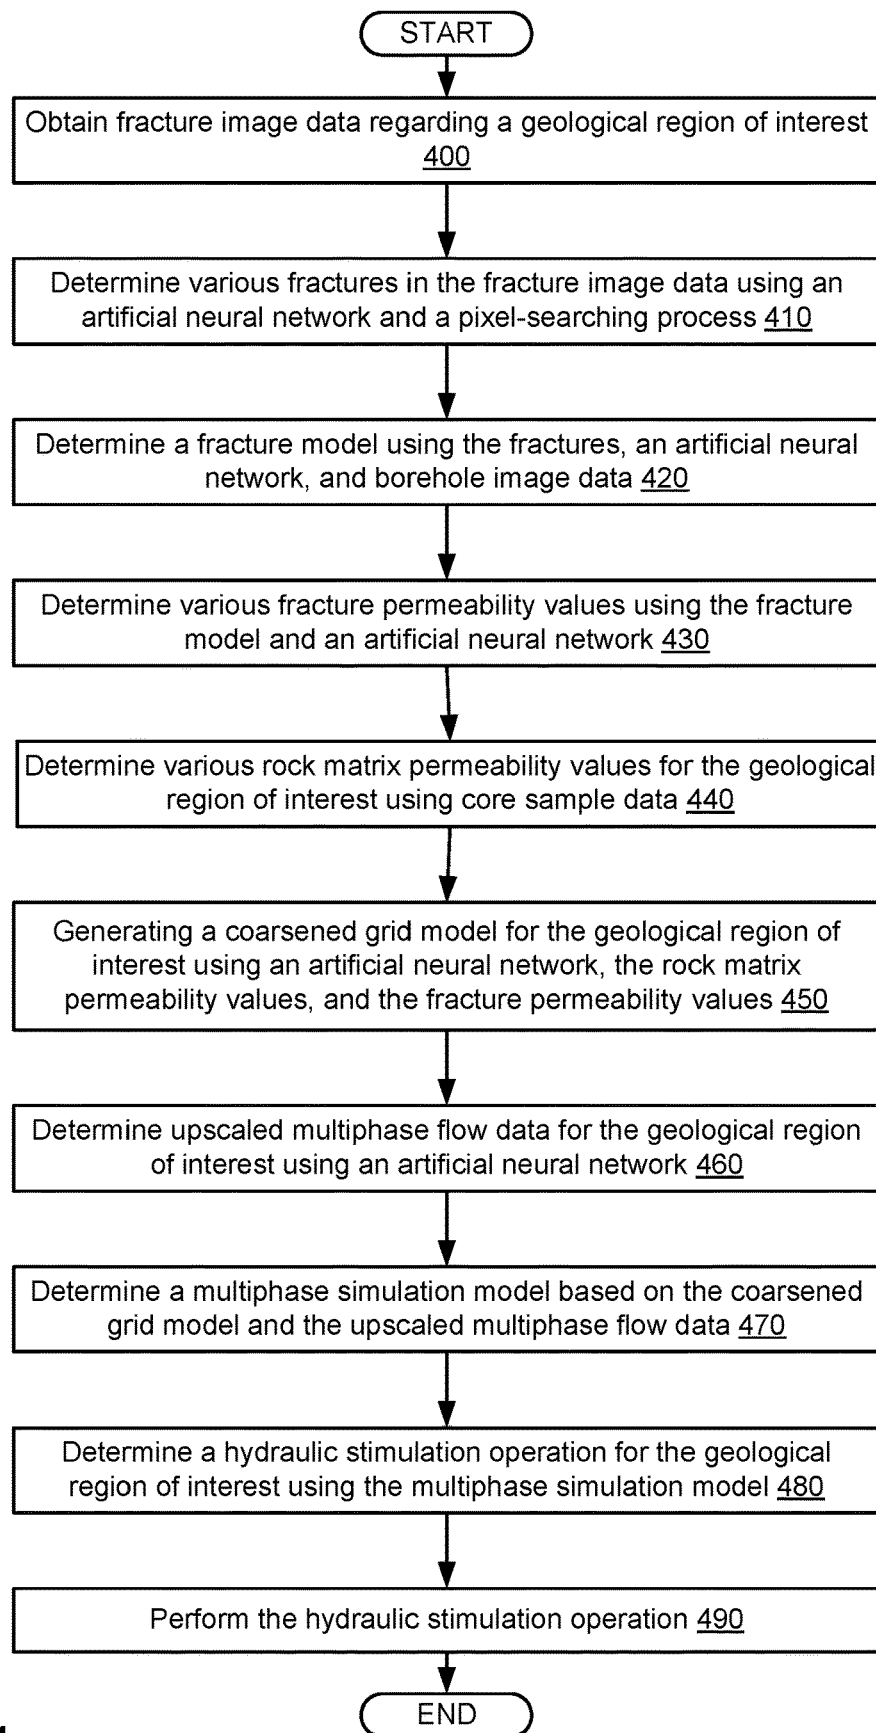 START
Obtain fracture image data regarding a geological region of interest
400
Determine various fractures in the fracture image data using an
artificial neural network and a pixel-searching process 410
Determine a fracture model using the fractures, an artificial neural
network, and borehole image data 420
Determine various fracture permeability values using the fracture
model and an artificial neural network 430
Determine various rock matrix permeability values for the geological
region of interest using core sample data 440
Generating a coarsened grid model for the geological region of
interest using an artificial neural network, the rock matrix
permeability values, and the fracture permeability values 450
Determine upscaled multiphase flow data for the geological region
of interest using an artificial neural network 460
Determine a multiphase simulation model based on the coarsened
grid model and the upscaled multiphase flow data 470
Determine a hydraulic stimulation operation for the geological
region of interest using the multiphase simulation model 480
Perform the hydraulic stimulation operation 490
END